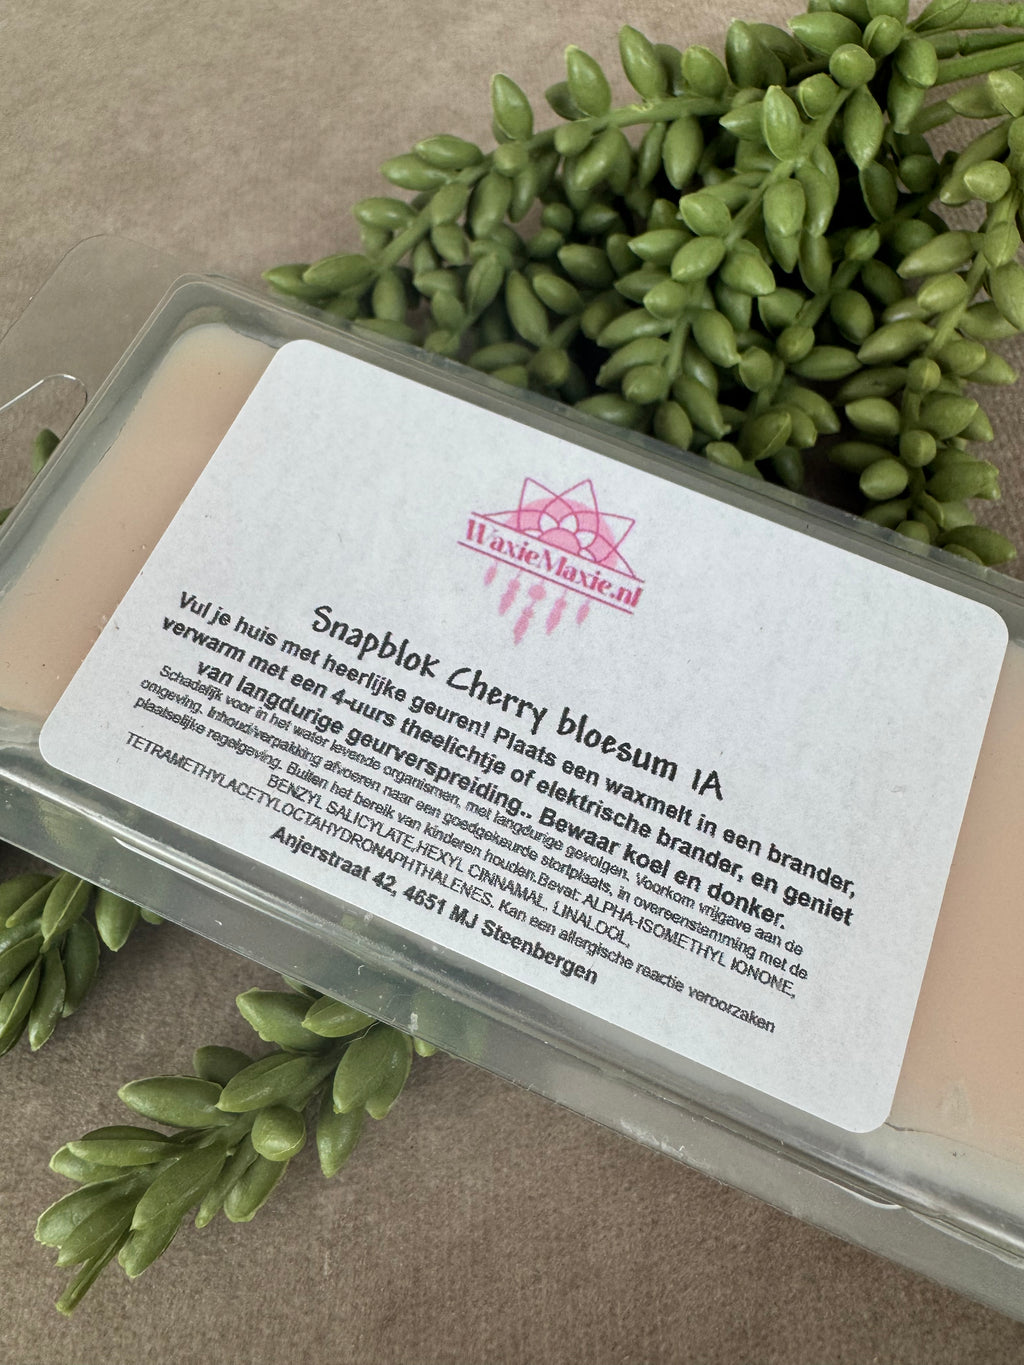 WaxieMaxie.nl
Snapblok Cherry bloesum 1A
Vul je huis met heerlijke geuren! Plaats een waxmelt in een brander,
verwarm met een 4-uurs theelichtje of elektrische brander, en geniet
van langdurige geurverspreiding.. Bewaar koel en donker.
Schadelijk voor in het water levende organismen, met langdurige gevolgen. Voorkom vrijgave aan de
omgeving. Inhoud/verpakking afvoeren naar een goedgekeurde stortplaats, in overeenstemming met de
plaatselijke regelgeving. Buiten het bereik van kinderen houden.Bevat: ALPHA-ISOMETHYL IONONE,
BENZYL SALICYLATE,HEXYL CINNAMAL, LINALOOL,
TETRAMETHYLACETYLOCTAHYDRONAPHTHALENES. Kan een allergische reactie veroorzaken
Anjerstraat 42, 4651 MJ Steenbergen